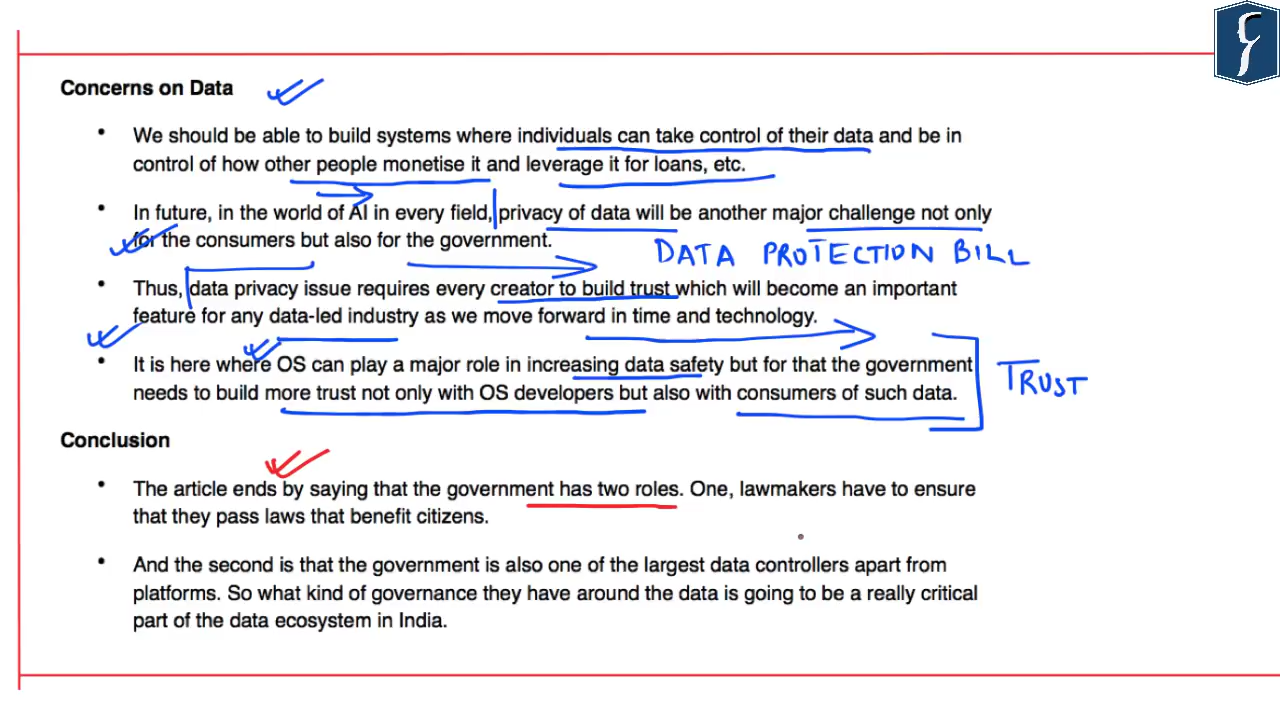 Concerns on Data
• We should be able to build systems where individuals can take control of their data and be in
control of how other people monetise it and leverage it for loans, etc.
• In future, in the world of AI in every field, privacy of data will be another major challenge not only
for the consumers but also for the government.
DATA PROTECTION BILL
• Thus, data privacy issue requires every creator to build trust which will become an important
feature for any data-led industry as we move forward in time and technology.
• It is here where OS can play a major role in increasing data safety but for that the government
needs to build more trust not only with OS developers but also with consumers of such data.
TRUST
Conclusion
• The article ends by saying that the government has two roles. One, lawmakers have to ensure
that they pass laws that benefit citizens.
• And the second is that the government is also one of the largest data controllers apart from
platforms. So what kind of governance they have around the data is going to be a really critical
part of the data ecosystem in India.